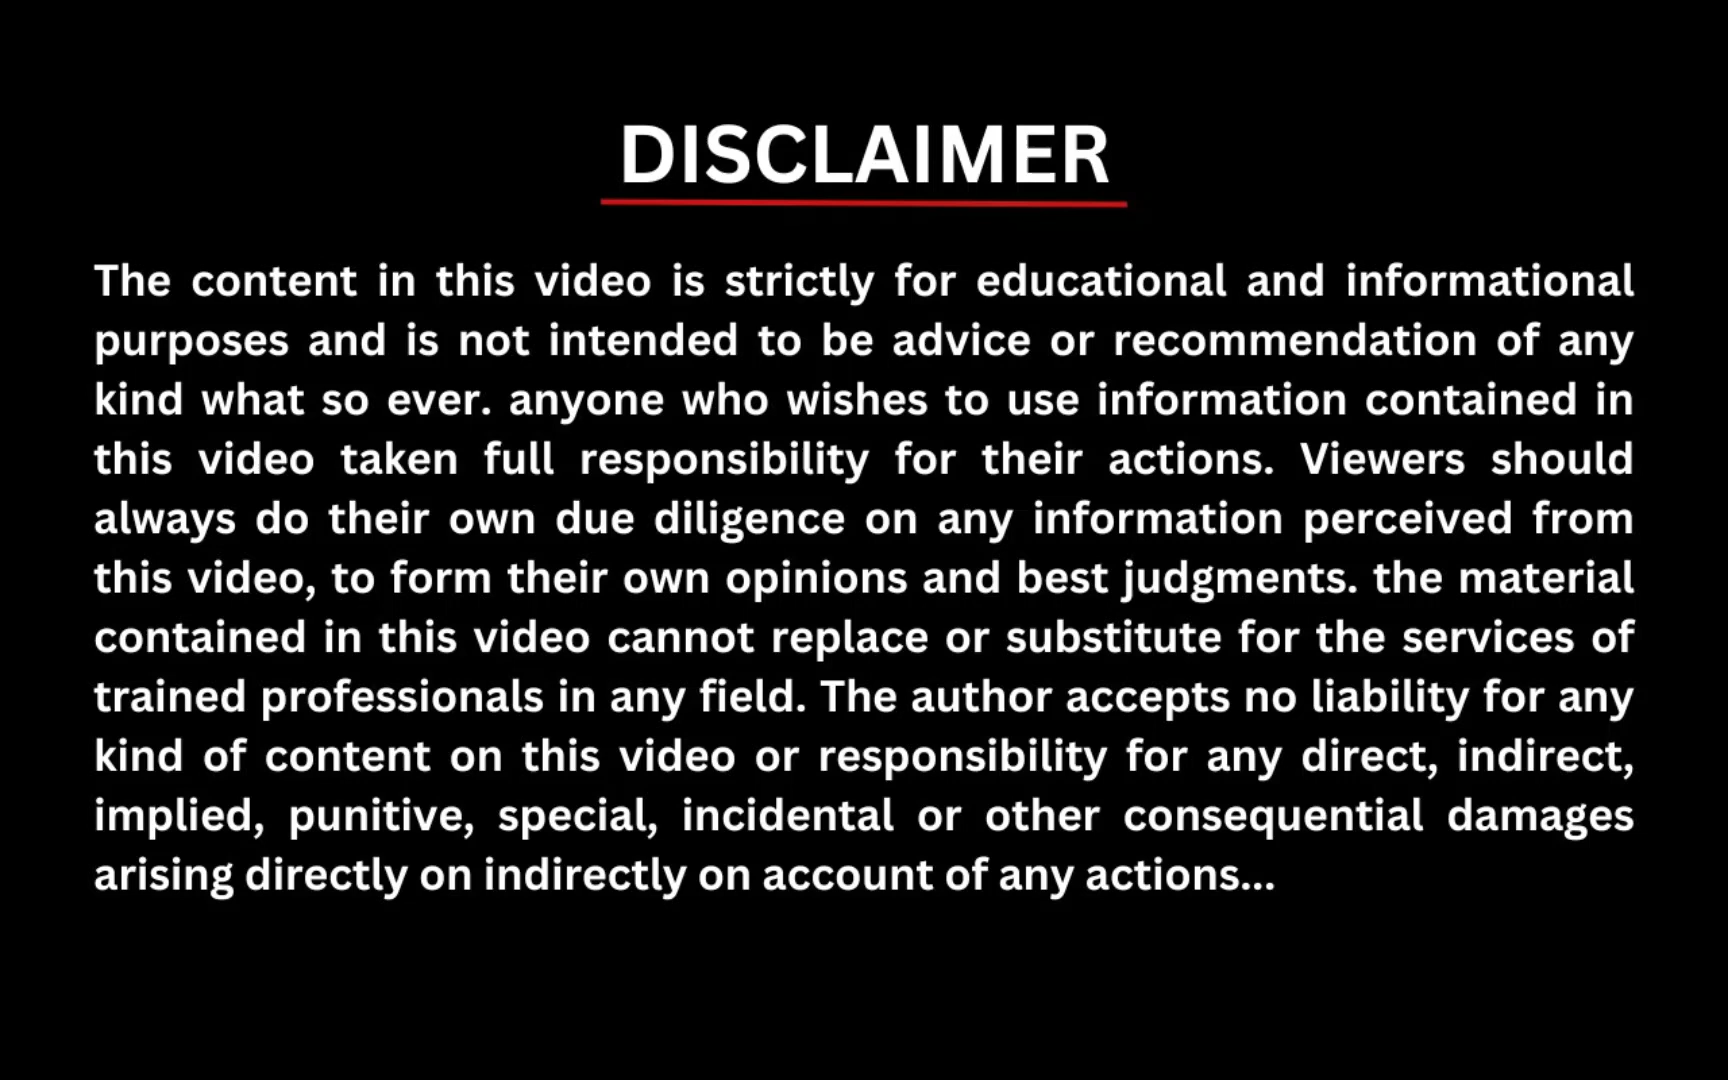 DISCLAIMER
The content in this video is strictly for educational and informational
purposes and is not intended to be advice or recommendation of any
kind what so ever. anyone who wishes to use information contained in
this video taken full responsibility for their actions. Viewers should
always do their own due diligence on any information perceived from
this video, to form their own opinions and best judgments. the material
contained in this video cannot replace or substitute for the services of
trained professionals in any field. The author accepts no liability for any
kind of content on this video or responsibility for any direct, indirect,
implied, punitive, special, incidental or other consequential damages
arising directly on indirectly on account of any actions...